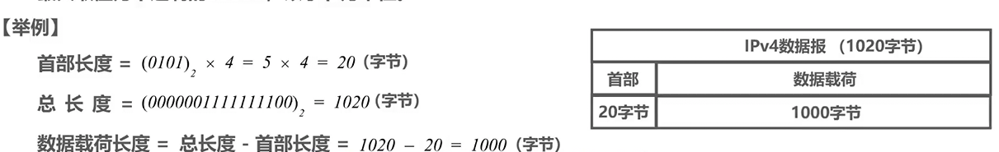 【举例】
首部长度 = (0101)₂ × 4 = 5 × 4 = 20 (字节)
总 长 度 = (0000001111111100)₂ = 1020 (字节)
数据载荷长度 = 总长度 - 首部长度 = 1020 − 20 = 1000 (字节)
IPv4数据报 (1020字节)
首部 数据载荷
20字节 1000字节